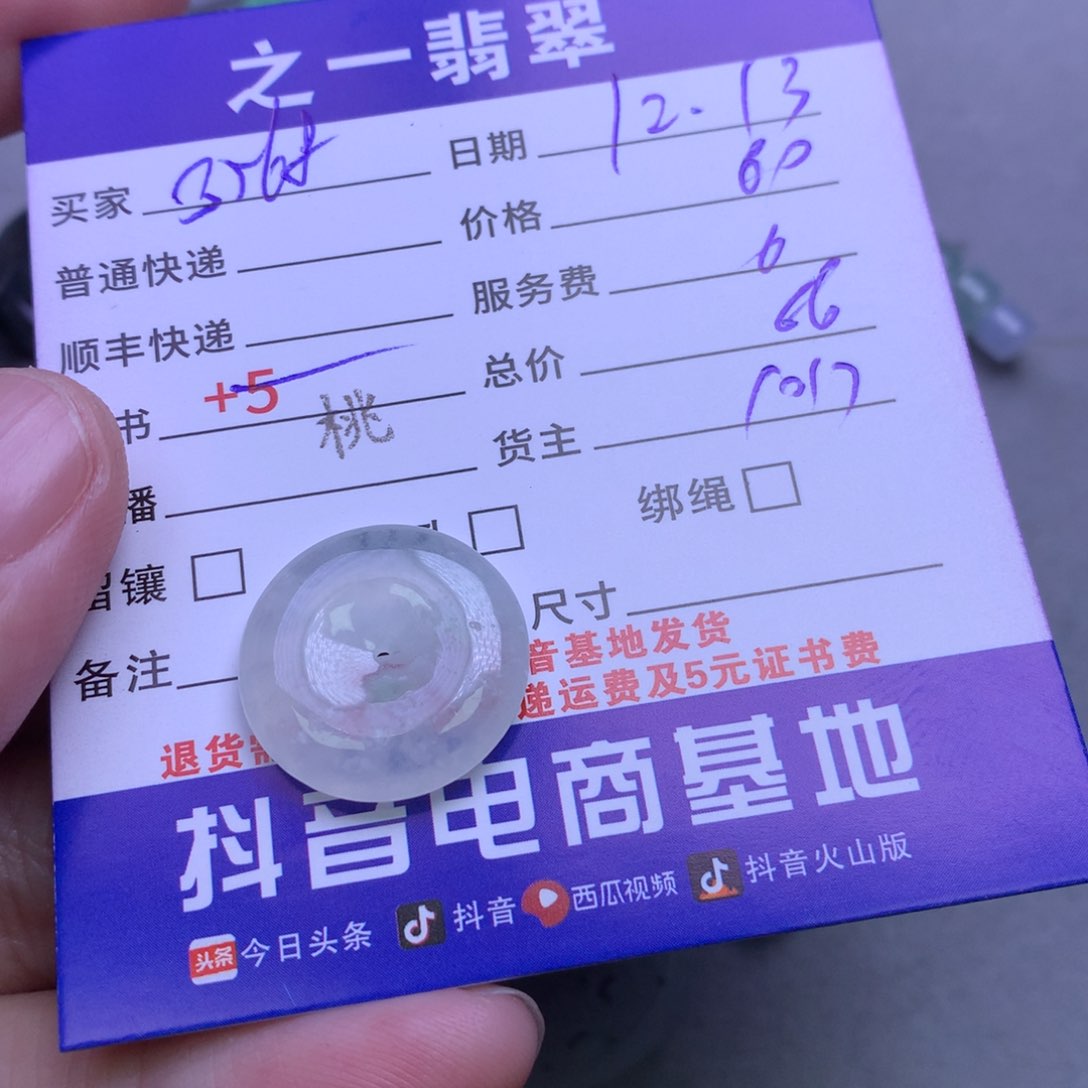 之一翡翠
买家 日期 12.13
普通快递 价格 60
顺丰快递 服务费 6
书 +5 总价 66
播 桃 货主 1017
镶 绑绳
尺寸
备注
音基地发货
退货 递运费及5元证书费
抖音电商基地
头条 今日头条 抖音 西瓜视频 抖音火山版